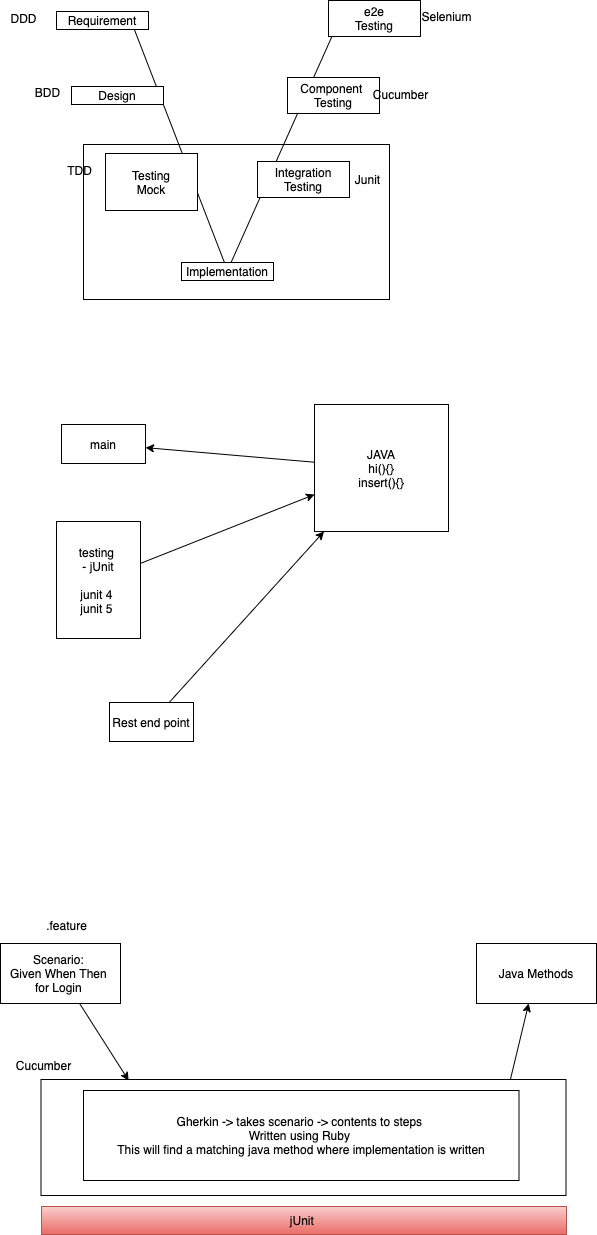 DDD
Requirement
e2e
Testing
Selenium
BDD
Design
Component
Testing
Cucumber
TDD
Testing
Mock
Integration
Testing
Junit
Implementation
main
JAVA
hi(){}
insert(){}
testing
- jUnit
junit 4
junit 5
Rest end point
.feature
Scenario:
Given When Then
for Login
Java Methods
Cucumber
Gherkin -> takes scenario -> contents to steps
Written using Ruby
This will find a matching java method where implementation is written
jUnit